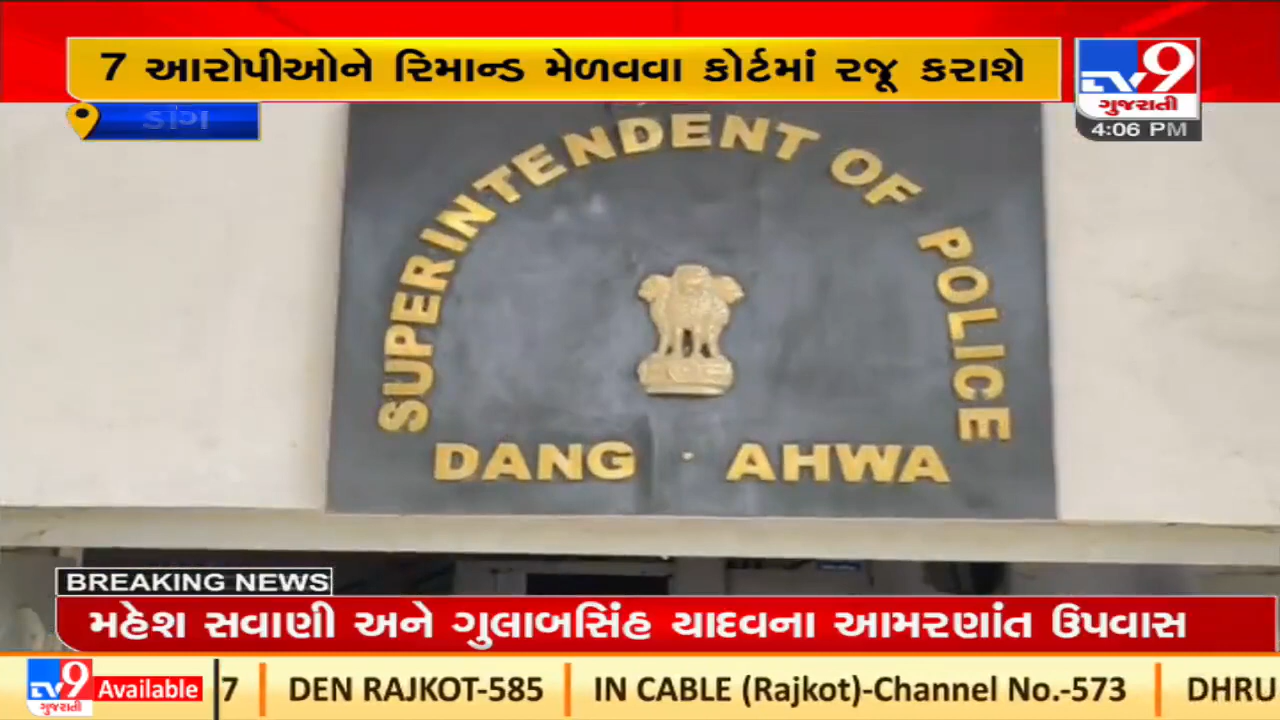 7 આરોપીઓને રિમાન્ડ મેળવવા કોર્ટમાં રજૂ કરાશે
TV9
ગુજરાતી
4:06 PM
ડાંગ
SUPERINTENDENT OF POLICE
DANG · AHWA
BREAKING NEWS
મહેશ સવાણી અને ગુલાબસિંહ યાદવના આમરણાંત ઉપવાસ
TV9
ગુજરાતી
Available
7
DEN RAJKOT-585
IN CABLE (Rajkot)-Channel No.-573
DHRU